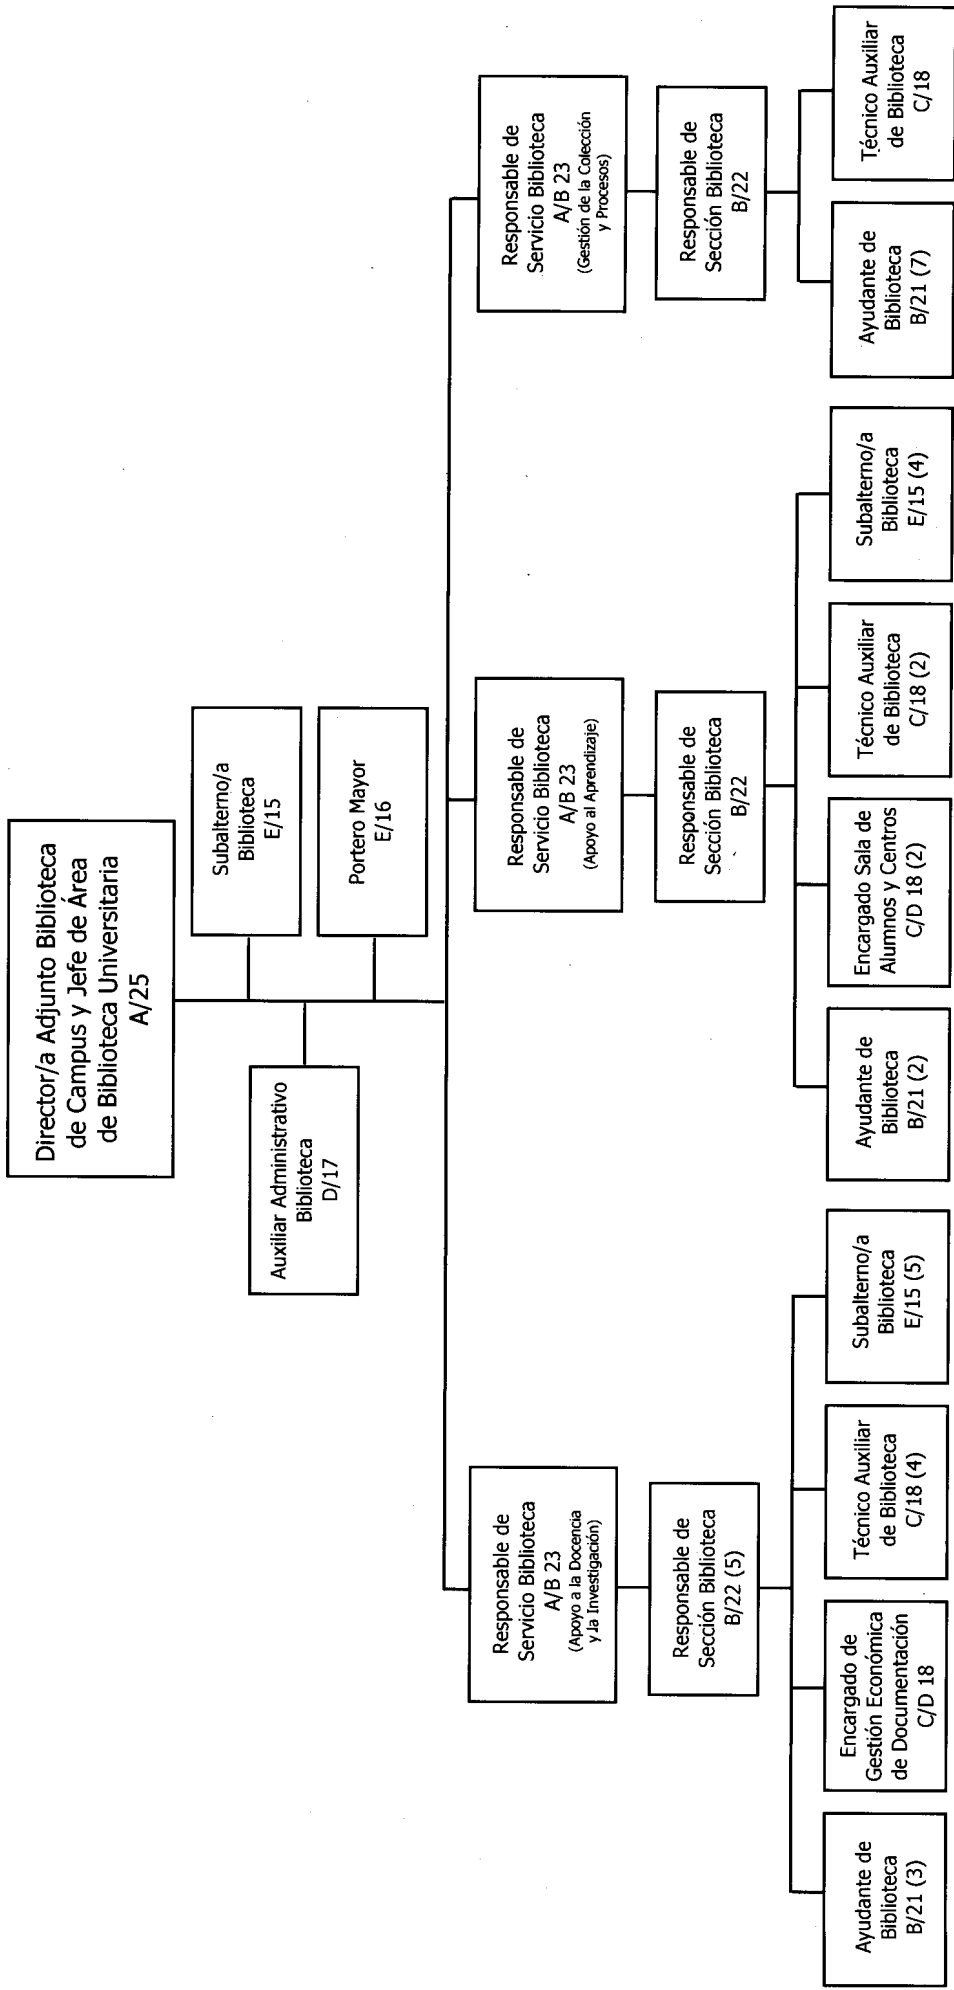 Director/a Adjunto Biblioteca
de Campus y Jefe de Área
de Biblioteca Universitaria
A/25
Subalterno/a
Biblioteca
E/15
Auxiliar Administrativo
Biblioteca
D/17
Portero Mayor
E/16
Responsable de
Servicio Biblioteca
A/B 23
(Apoyo a la Docencia
y la Investigación)
Responsable de
Sección Biblioteca
B/22 (5)
Ayudante de
Biblioteca
B/21 (3)
Encargado de
Gestión Económica
de Documentación
C/D 18
Técnico Auxiliar
de Biblioteca
C/18 (4)
Subalterno/a
Biblioteca
E/15 (5)
Responsable de
Servicio Biblioteca
A/B 23
(Apoyo al Aprendizaje)
Responsable de
Sección Biblioteca
B/22
Ayudante de
Biblioteca
B/21 (2)
Encargado Sala de
Alumnos y Centros
C/D 18 (2)
Técnico Auxiliar
de Biblioteca
C/18 (2)
Subalterno/a
Biblioteca
E/15 (4)
Responsable de
Servicio Biblioteca
A/B 23
(Gestión de la Colección
y Procesos)
Responsable de
Sección Biblioteca
B/22
Ayudante de
Biblioteca
B/21 (7)
Técnico Auxiliar
de Biblioteca
C/18